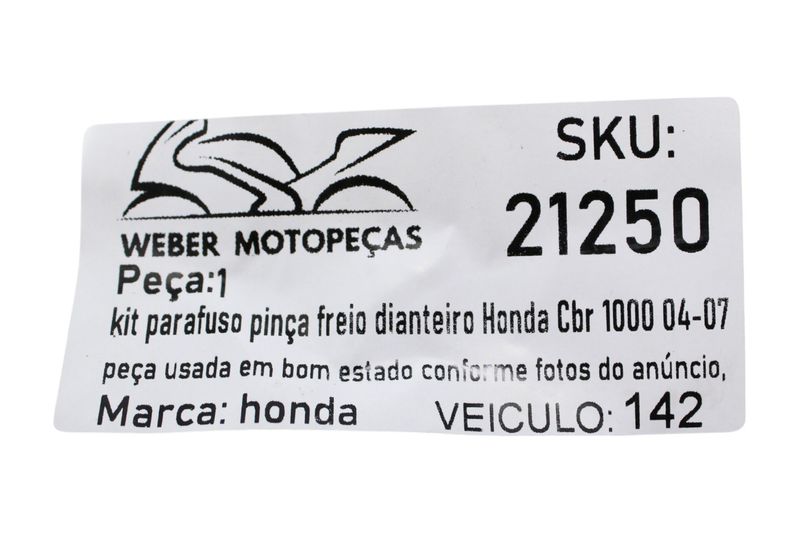 SKU:
21250
WEBER MOTOPEÇAS
Peça:1
kit parafuso pinça freio dianteiro Honda Cbr 1000 04-07
peça usada em bom estado conforme fotos do anúncio,
Marca: honda VEICULO: 142